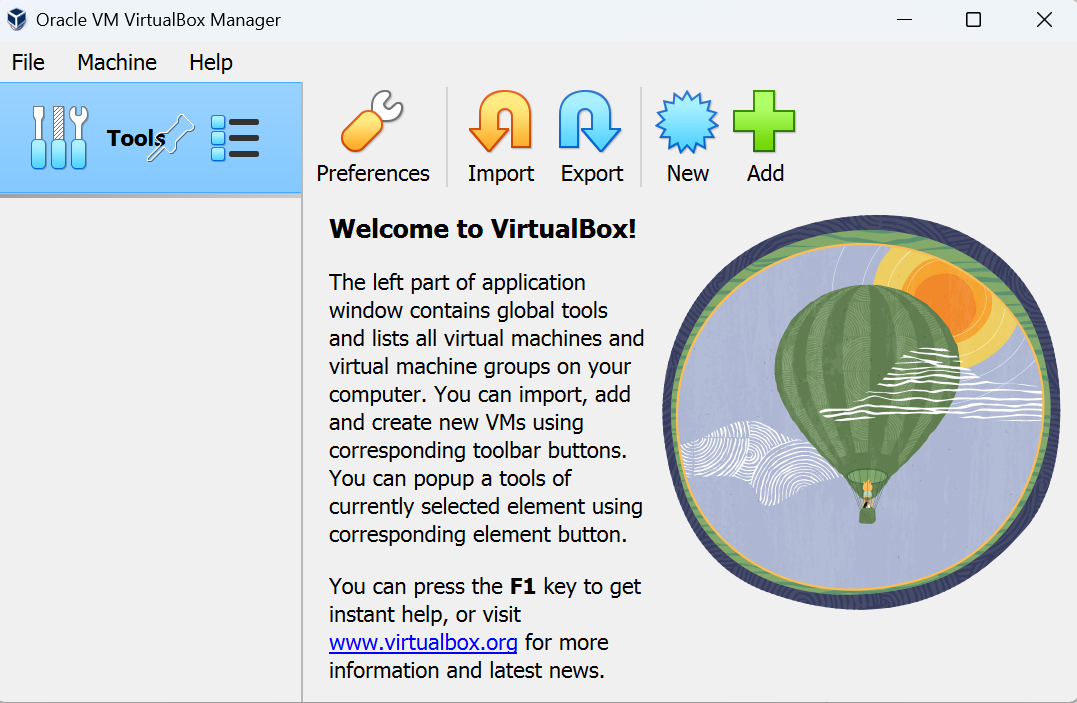 Oracle VM VirtualBox Manager
File Machine Help
Tools
Preferences Import Export New Add
Welcome to VirtualBox!
The left part of application
window contains global tools
and lists all virtual machines and
virtual machine groups on your
computer. You can import, add
and create new VMs using
corresponding toolbar buttons.
You can popup a tools of
currently selected element using
corresponding element button.
You can press the F1 key to get
instant help, or visit
www.virtualbox.org for more
information and latest news.